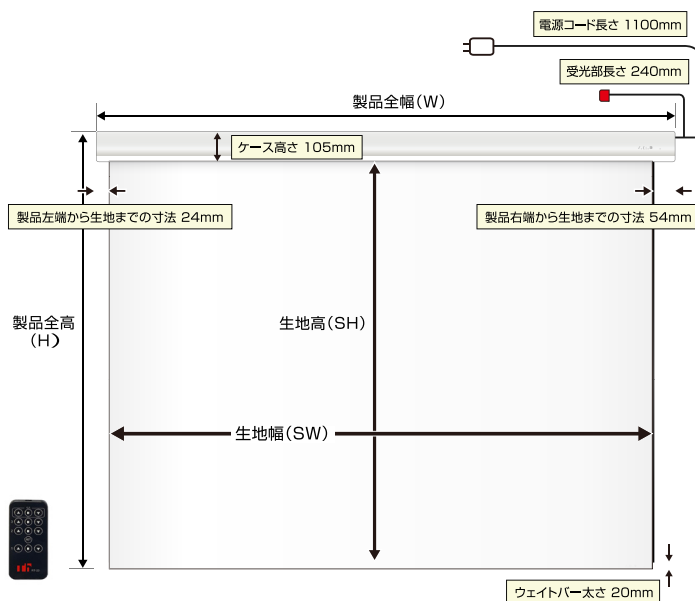 電源コード長さ 1100mm
受光部長さ 240mm
製品全幅(W)
ケース高さ 105mm
製品左端から生地までの寸法 24mm
製品右端から生地までの寸法 54mm
製品全高
(H)
生地高(SH)
生地幅(SW)
ウェイトバー太さ 20mm